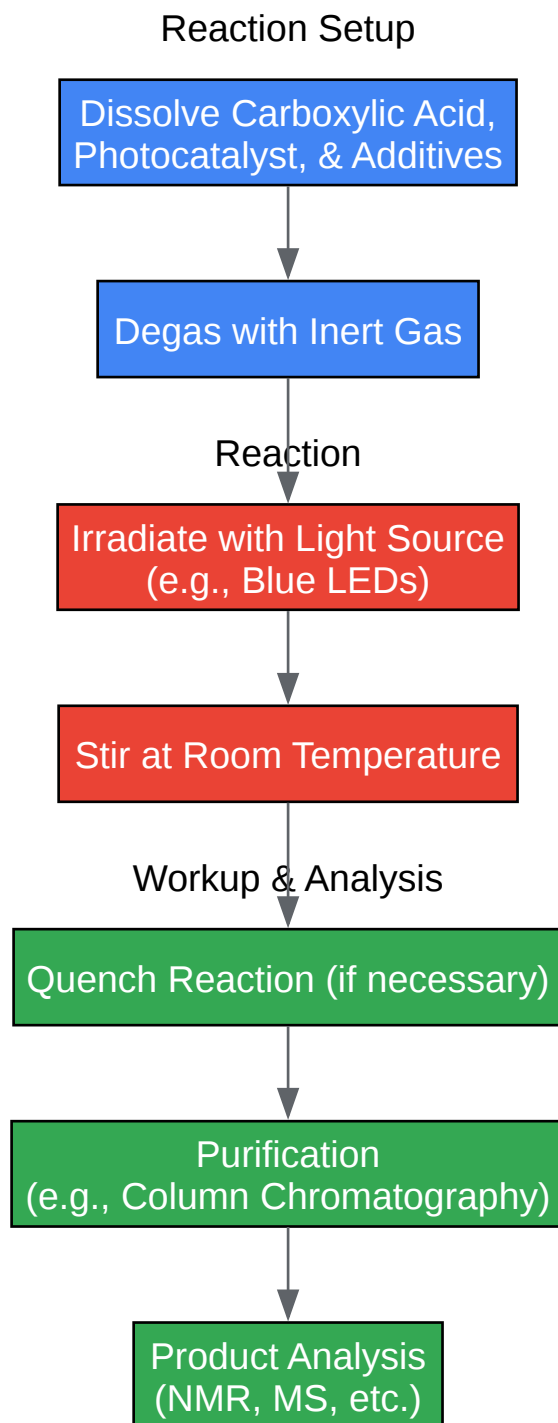 Reaction Setup
Dissolve Carboxylic Acid,
Photocatalyst, & Additives
Degas with Inert Gas
Reaction
Irradiate with Light Source
(e.g., Blue LEDs)
Stir at Room Temperature
Workup & Analysis
Quench Reaction (if necessary)
Purification
(e.g., Column Chromatography)
Product Analysis
(NMR, MS, etc.)